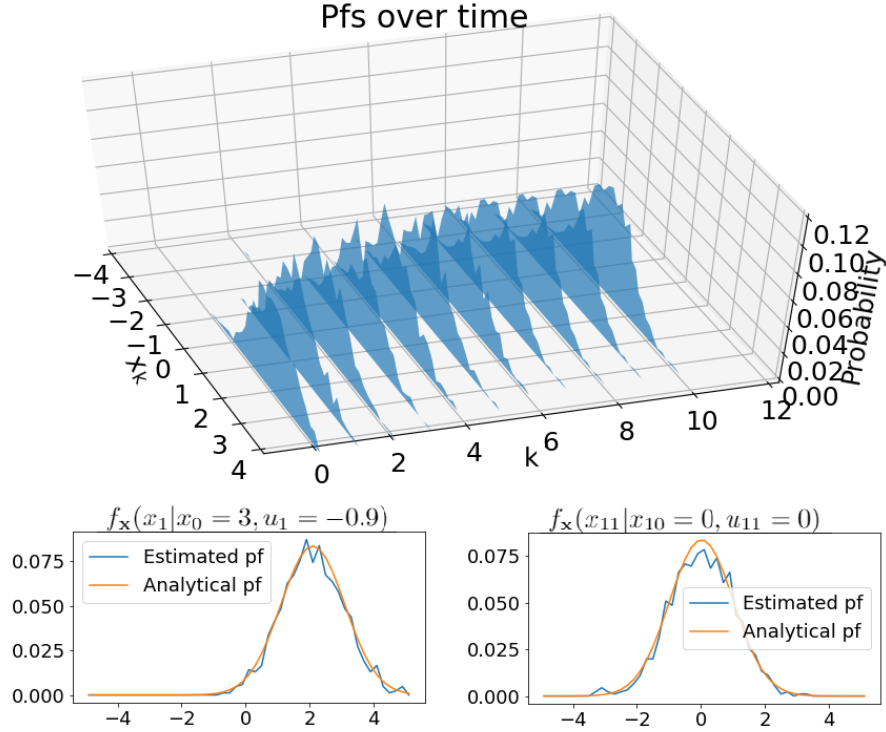 Pfs over time
−4
−3
−2
−1
0
1
2
3
4
x_k
0
2
4
6
8
10
12
k
0.00
0.02
0.04
0.06
0.08
0.10
0.12
Probability
f_𝐱(x_1|x_0 = 3, u_1 = −0.9)
0.075
0.050
0.025
0.000
Estimated pf
Analytical pf
−4 −2 0 2 4
f_𝐱(x_11|x_10 = 0, u_11 = 0)
0.075
0.050
0.025
0.000
Estimated pf
Analytical pf
−4 −2 0 2 4